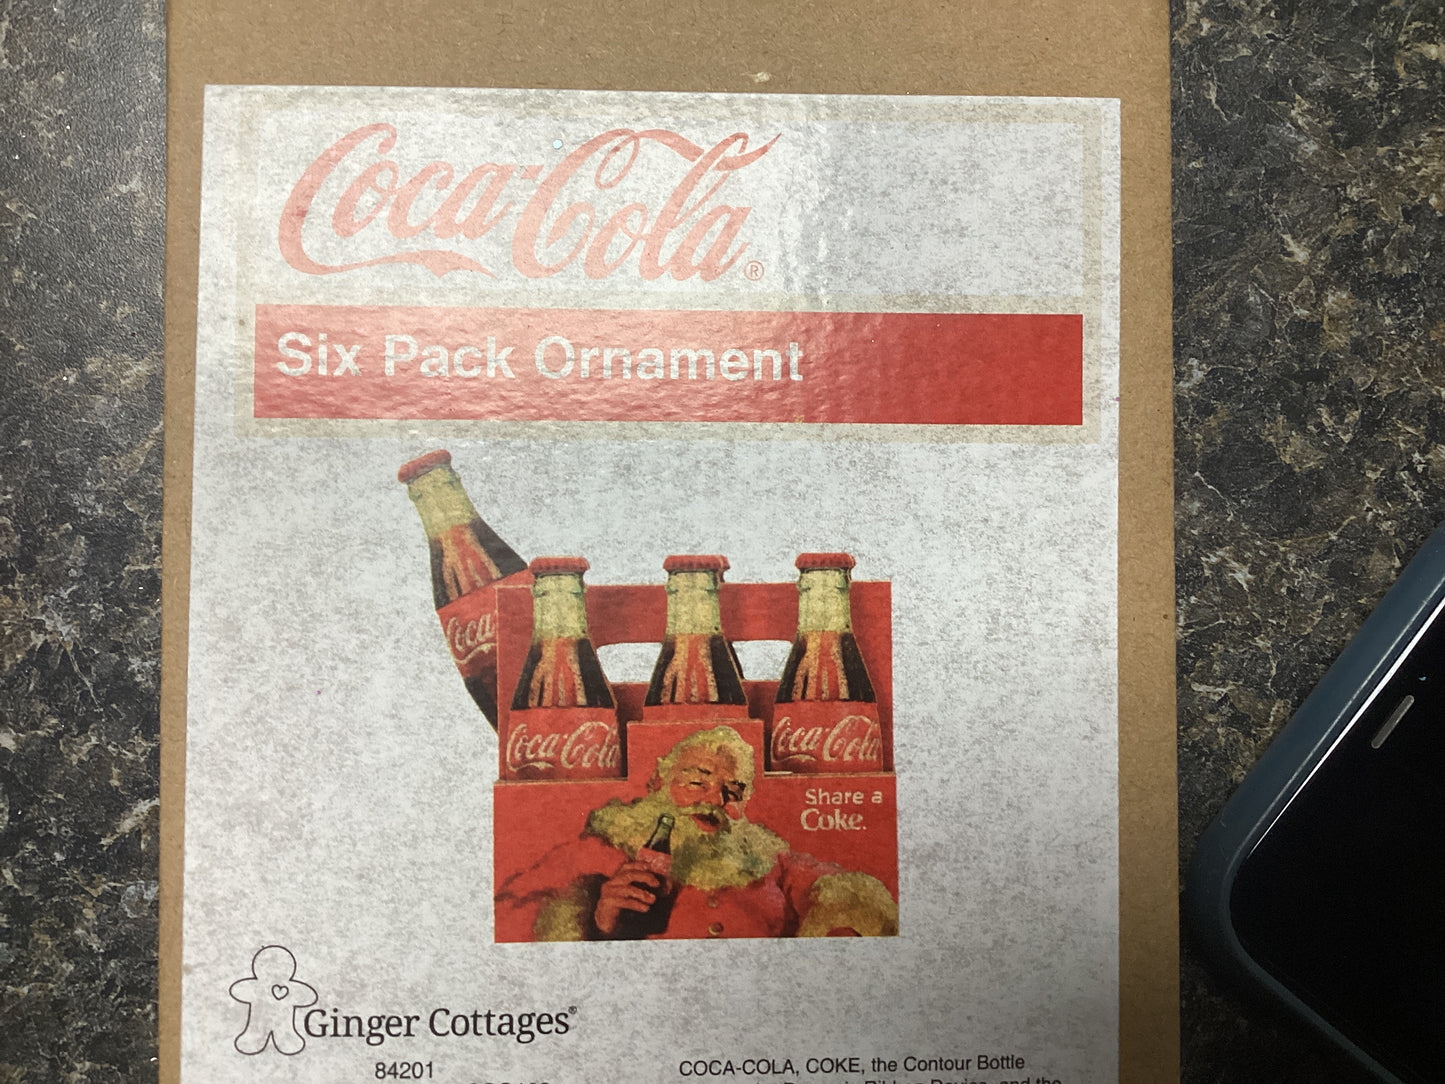 Coca-Cola®
Six Pack Ornament
Coca
Coca-Cola
Coca-Cola
Share a
Coke.
Ginger Cottages®
84201
COCA-COLA, COKE, the Contour Bottle